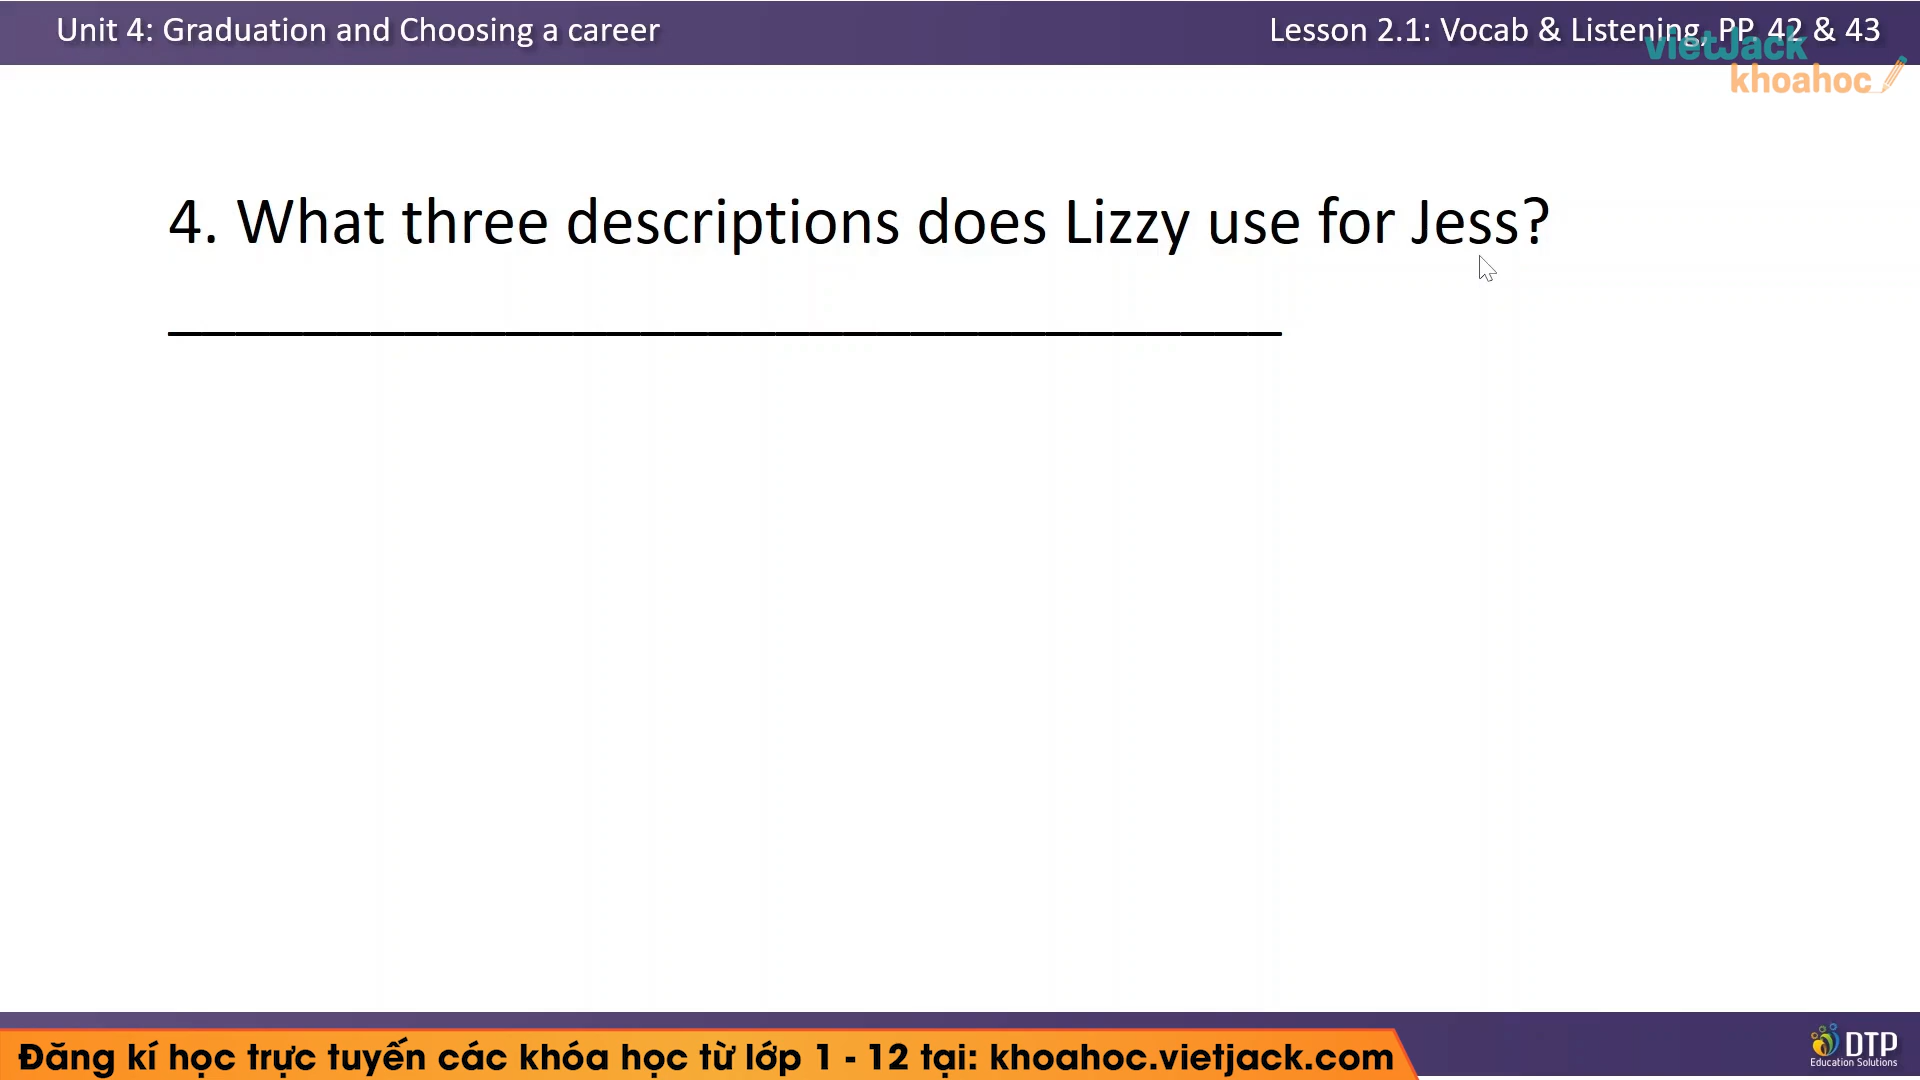 Unit 4: Graduation and Choosing a career
Lesson 2.1: Vocab & Listening, PP. 42 & 43
vietJack
khoahoc
4. What three descriptions does Lizzy use for Jess?
_________________________________
Đăng kí học trực tuyến các khóa học từ lớp 1 - 12 tại: khoahoc.vietjack.com
DTP
Education Solutions